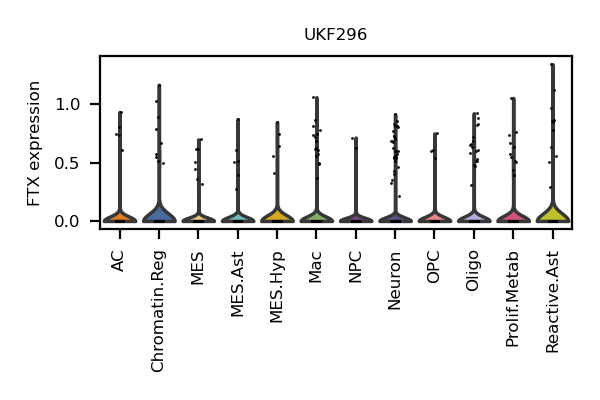 UKF296
FTX expression
1.0
0.5
0.0
AC
Chromatin.Reg
MES
MES.Ast
MES.Hyp
Mac
NPC
Neuron
OPC
Oligo
Prolif.Metab
Reactive.Ast